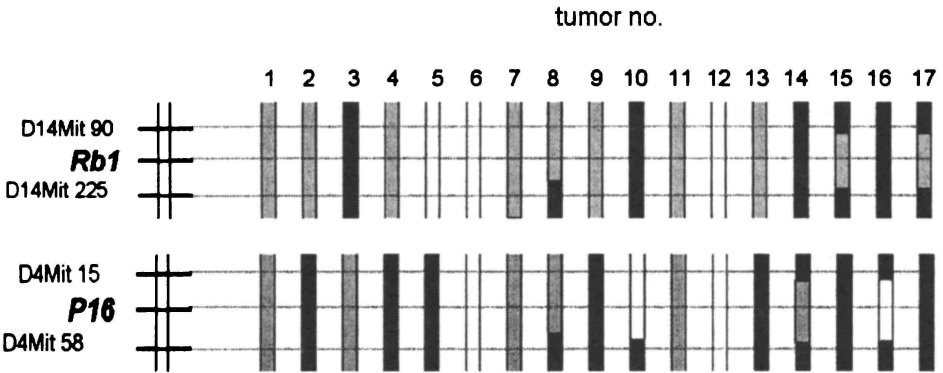 tumor no.
1 2 3 4 5 6 7 8 9 10 11 12 13 14 15 16 17
D14Mit 90
Rb1
D14Mit 225
D4Mit 15
P16
D4Mit 58